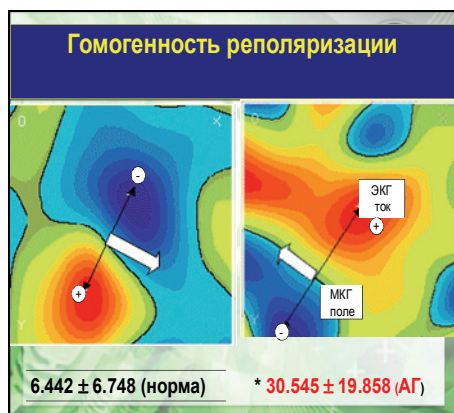 Гомогенность реполяризации
O X
-
+
Y
ЭКГ
ток
+
МКГ
поле
-
Y
6.442 ± 6.748 (норма) * 30.545 ± 19.858 (АГ)